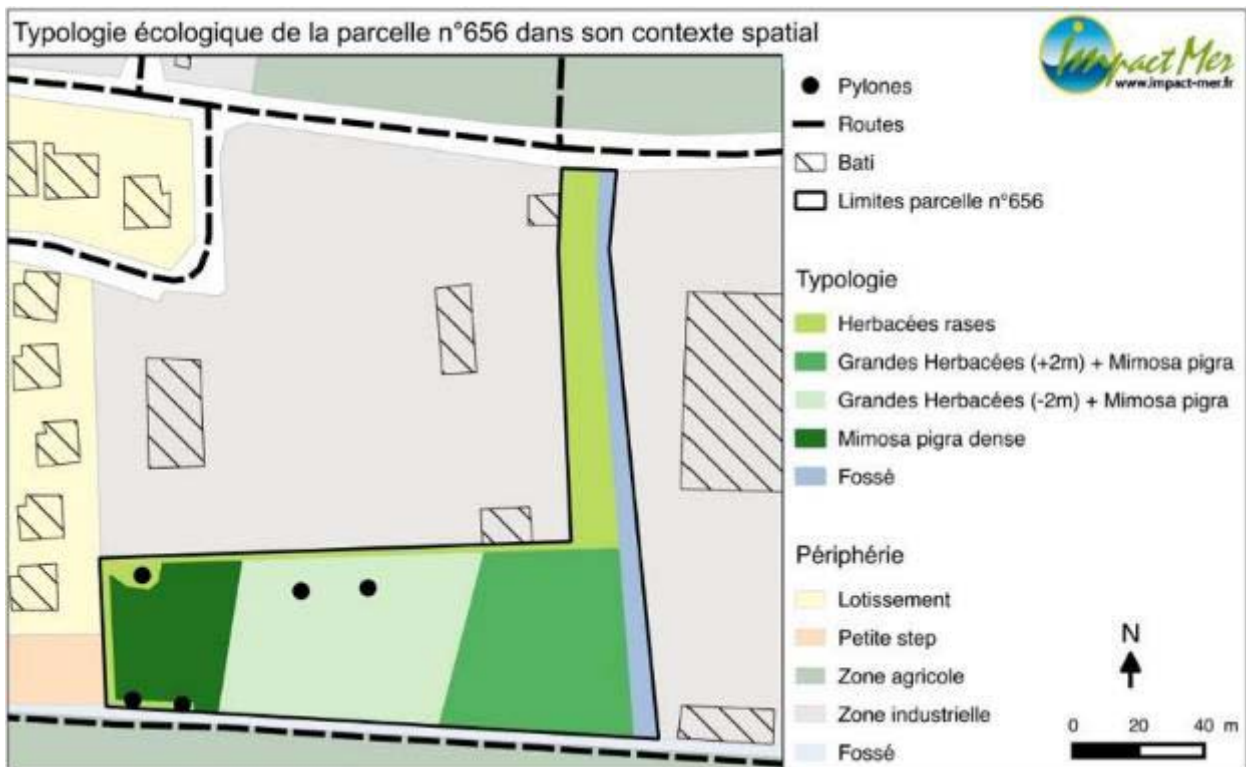 Typologie écologique de la parcelle n°656 dans son contexte spatial
Impact Mer
www.impact-mer.fr
Pylones
Routes
Bati
Limites parcelle n°656
Typologie
Herbacées rases
Grandes Herbacées (+2m) + Mimosa pigra
Grandes Herbacées (-2m) + Mimosa pigra
Mimosa pigra dense
Fossé
Périphérie
Lotissement
Petite step
Zone agricole
Zone industrielle
Fossé
N
0 20 40 m